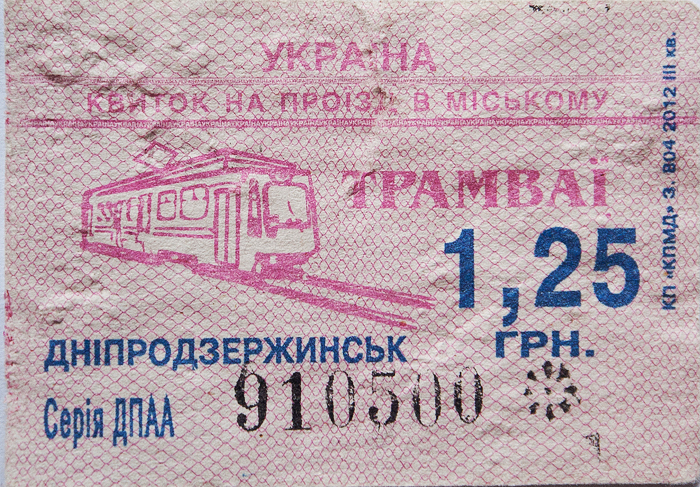 УКРАЇНА
КВИТОК НА ПРОЇЗД В МІСЬКОМУ
УКРАЇНАУКРАЇНАУКРАЇНАУКРАЇНАУКРАЇНАУКРАЇНАУКРАЇНАУКРАЇНАУКРАЇНАУКРАЇНАУКРАЇНАУКРАЇНА
ТРАМВАЇ
1,25
ГРН.
ДНІПРОДЗЕРЖИНСЬК
Серія ДПАА
910500
КП «КПМД» З. 804 2012 ІІІ кв.